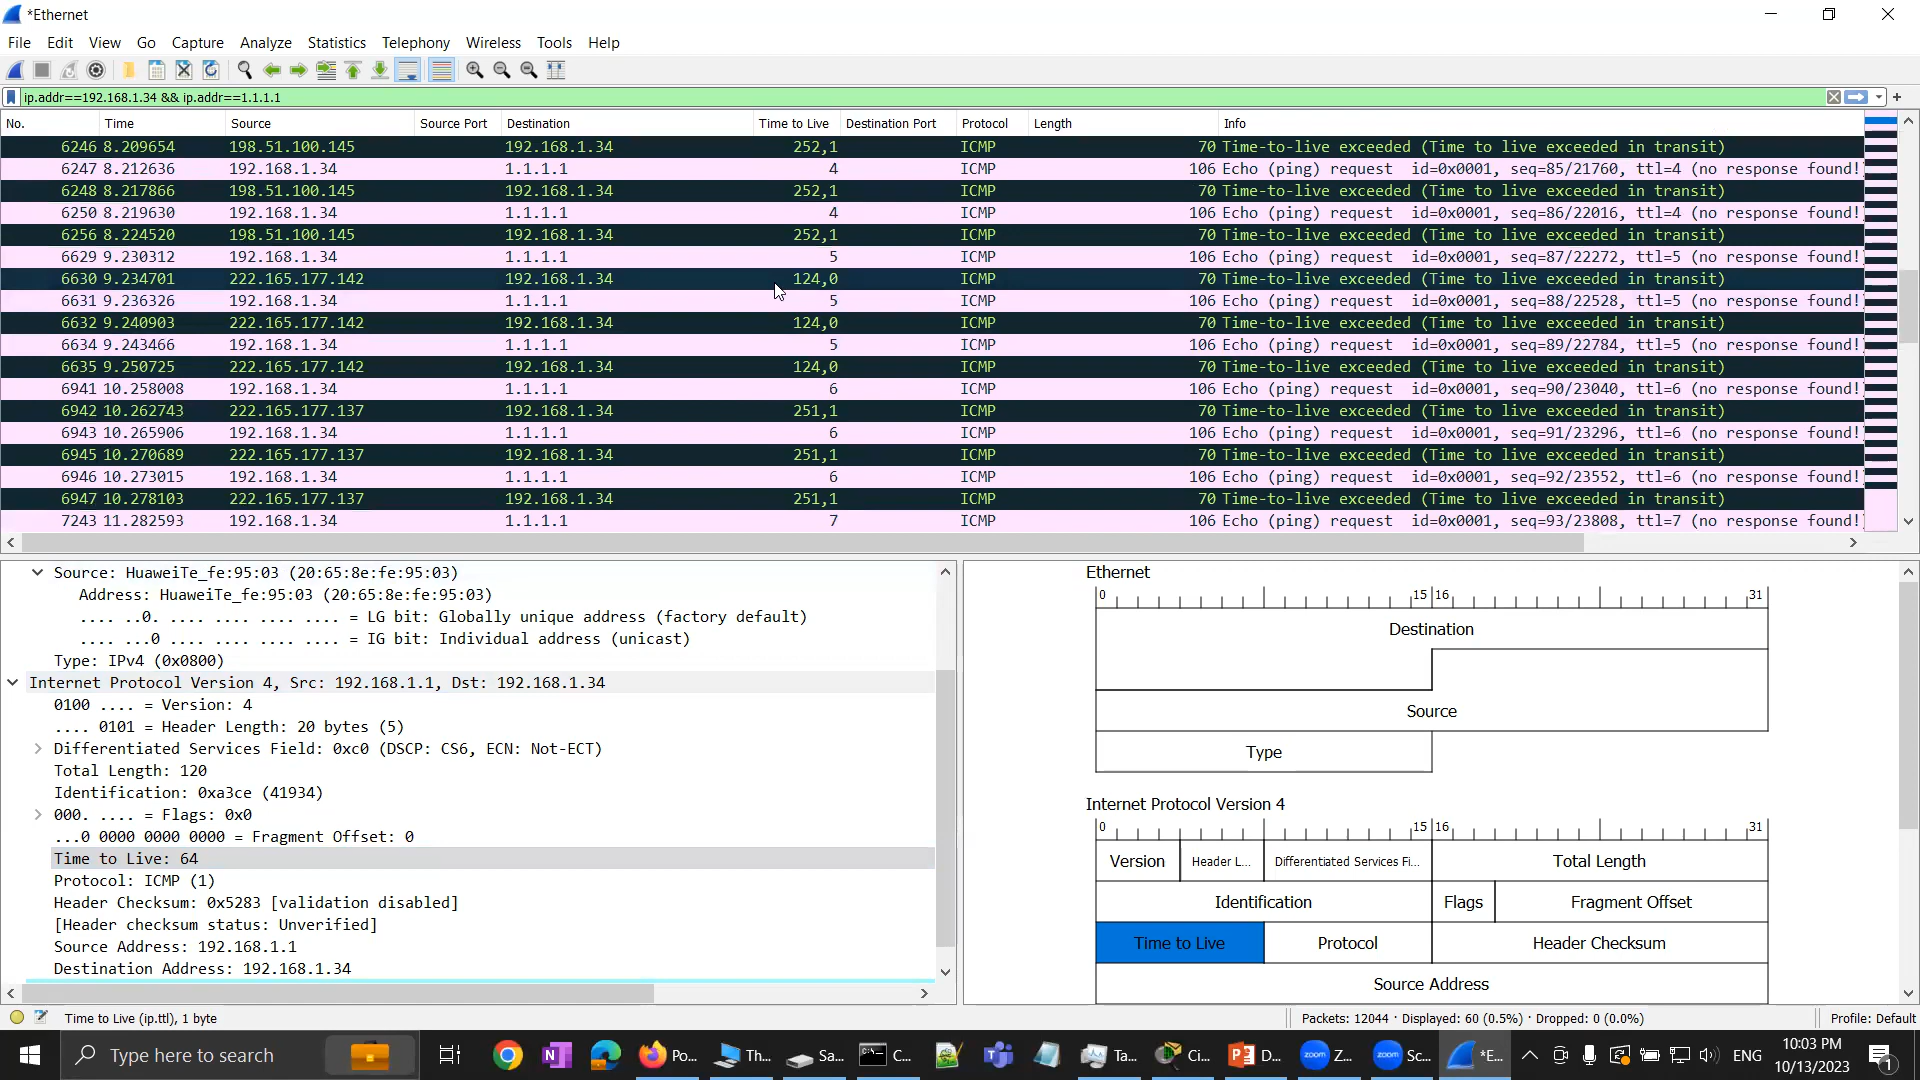 *Ethernet
File Edit View Go Capture Analyze Statistics Telephony Wireless Tools Help
ip.addr==192.168.1.34 && ip.addr==1.1.1.1
No. Time Source Source Port Destination Time to Live Destination Port Protocol Length Info
6246 8.209654 198.51.100.145 192.168.1.34 252,1 ICMP 70 Time-to-live exceeded (Time to live exceeded in transit)
6247 8.212636 192.168.1.34 1.1.1.1 4 ICMP 106 Echo (ping) request id=0x0001, seq=85/21760, ttl=4 (no response found!
6248 8.217866 198.51.100.145 192.168.1.34 252,1 ICMP 70 Time-to-live exceeded (Time to live exceeded in transit)
6250 8.219630 192.168.1.34 1.1.1.1 4 ICMP 106 Echo (ping) request id=0x0001, seq=86/22016, ttl=4 (no response found!
6256 8.224520 198.51.100.145 192.168.1.34 252,1 ICMP 70 Time-to-live exceeded (Time to live exceeded in transit)
6629 9.230312 192.168.1.34 1.1.1.1 5 ICMP 106 Echo (ping) request id=0x0001, seq=87/22272, ttl=5 (no response found!
6630 9.234701 222.165.177.142 192.168.1.34 124,0 ICMP 70 Time-to-live exceeded (Time to live exceeded in transit)
6631 9.236326 192.168.1.34 1.1.1.1 5 ICMP 106 Echo (ping) request id=0x0001, seq=88/22528, ttl=5 (no response found!
6632 9.240903 222.165.177.142 192.168.1.34 124,0 ICMP 70 Time-to-live exceeded (Time to live exceeded in transit)
6634 9.243466 192.168.1.34 1.1.1.1 5 ICMP 106 Echo (ping) request id=0x0001, seq=89/22784, ttl=5 (no response found!
6635 9.250725 222.165.177.142 192.168.1.34 124,0 ICMP 70 Time-to-live exceeded (Time to live exceeded in transit)
6941 10.258008 192.168.1.34 1.1.1.1 6 ICMP 106 Echo (ping) request id=0x0001, seq=90/23040, ttl=6 (no response found!
6942 10.262743 222.165.177.137 192.168.1.34 251,1 ICMP 70 Time-to-live exceeded (Time to live exceeded in transit)
6943 10.265906 192.168.1.34 1.1.1.1 6 ICMP 106 Echo (ping) request id=0x0001, seq=91/23296, ttl=6 (no response found!
6945 10.270689 222.165.177.137 192.168.1.34 251,1 ICMP 70 Time-to-live exceeded (Time to live exceeded in transit)
6946 10.273015 192.168.1.34 1.1.1.1 6 ICMP 106 Echo (ping) request id=0x0001, seq=92/23552, ttl=6 (no response found!
6947 10.278103 222.165.177.137 192.168.1.34 251,1 ICMP 70 Time-to-live exceeded (Time to live exceeded in transit)
7243 11.282593 192.168.1.34 1.1.1.1 7 ICMP 106 Echo (ping) request id=0x0001, seq=93/23808, ttl=7 (no response found!
Source: HuaweiTe_fe:95:03 (20:65:8e:fe:95:03)
Address: HuaweiTe_fe:95:03 (20:65:8e:fe:95:03)
.... ..0. .... .... .... .... = LG bit: Globally unique address (factory default)
.... ...0 .... .... .... .... = IG bit: Individual address (unicast)
Type: IPv4 (0x0800)
Internet Protocol Version 4, Src: 192.168.1.1, Dst: 192.168.1.34
0100 .... = Version: 4
.... 0101 = Header Length: 20 bytes (5)
Differentiated Services Field: 0xc0 (DSCP: CS6, ECN: Not-ECT)
Total Length: 120
Identification: 0xa3ce (41934)
000. .... = Flags: 0x0
...0 0000 0000 0000 = Fragment Offset: 0
Time to Live: 64
Protocol: ICMP (1)
Header Checksum: 0x5283 [validation disabled]
[Header checksum status: Unverified]
Source Address: 192.168.1.1
Destination Address: 192.168.1.34
Ethernet
0 15 16 31
Destination
Source
Type
Internet Protocol Version 4
0 15 16 31
Version Header L... Differentiated Services Fi... Total Length
Identification Flags Fragment Offset
Time to Live Protocol Header Checksum
Source Address
Time to Live (ip.ttl), 1 byte Packets: 12044 · Displayed: 60 (0.5%) · Dropped: 0 (0.0%) Profile: Default
Type here to search Po... Th... Sa... C... Ta... Ci... D... zoom Z... zoom Sc... *E... ENG
10:03 PM
10/13/2023
1